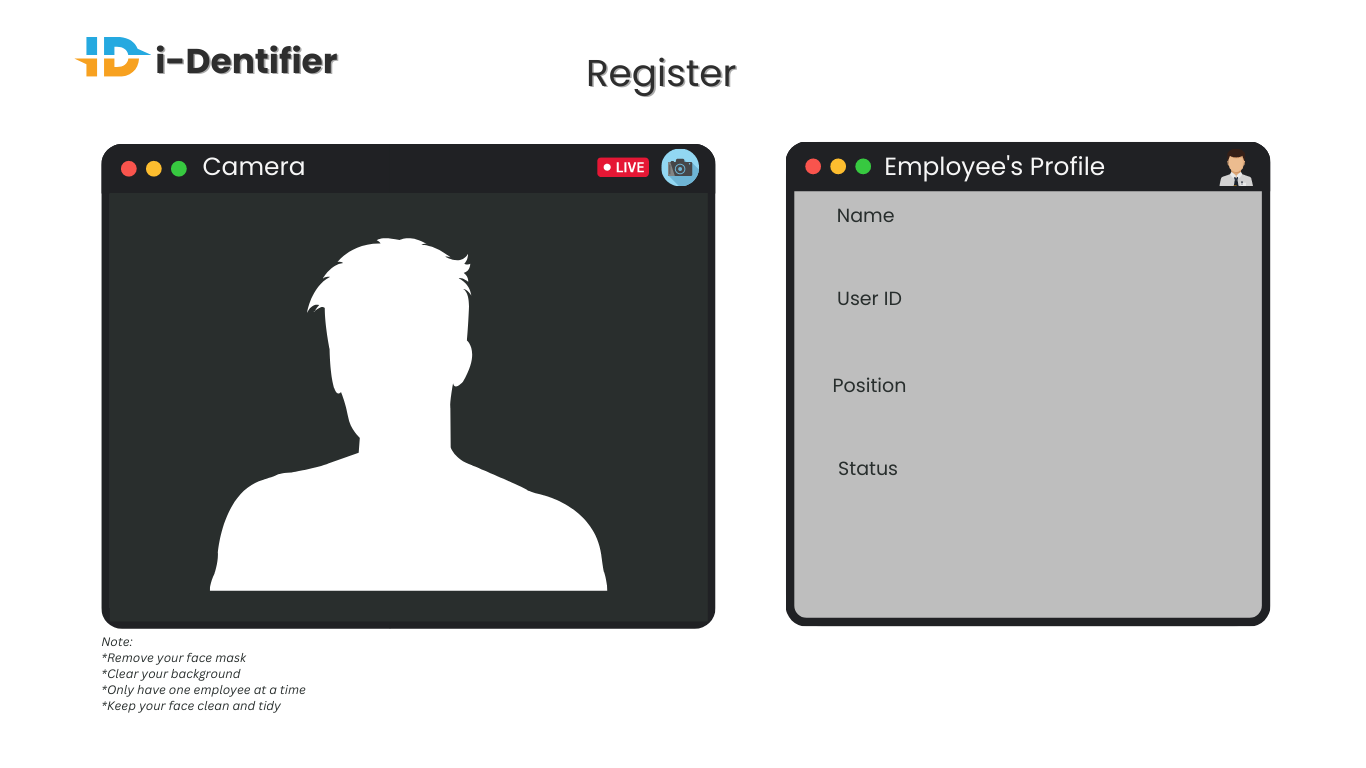 ID i-Dentifier
Register
Camera
LIVE
Employee's Profile
Name
User ID
Position
Status
Note:
*Remove your face mask
*Clear your background
*Only have one employee at a time
*Keep your face clean and tidy